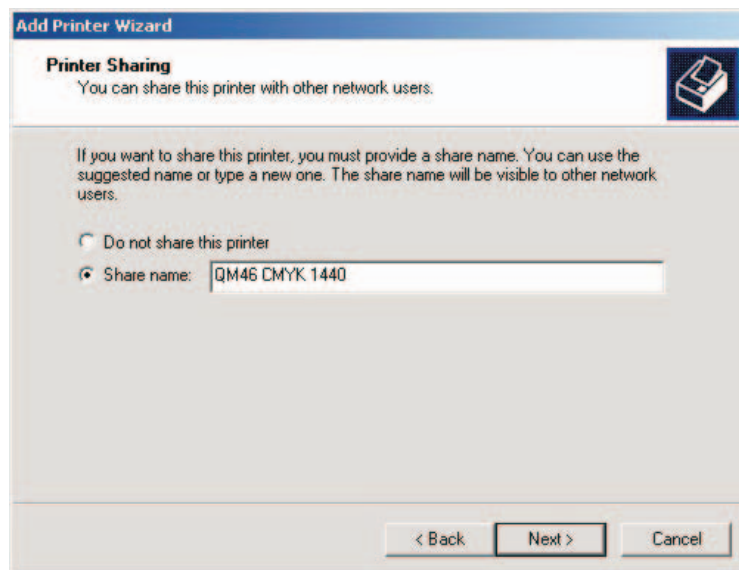 Add Printer Wizard
Printer Sharing
You can share this printer with other network users.
If you want to share this printer, you must provide a share name. You can use the
suggested name or type a new one. The share name will be visible to other network
users.
Do not share this printer
Share name: QM46 CMYK 1440
< Back Next > Cancel